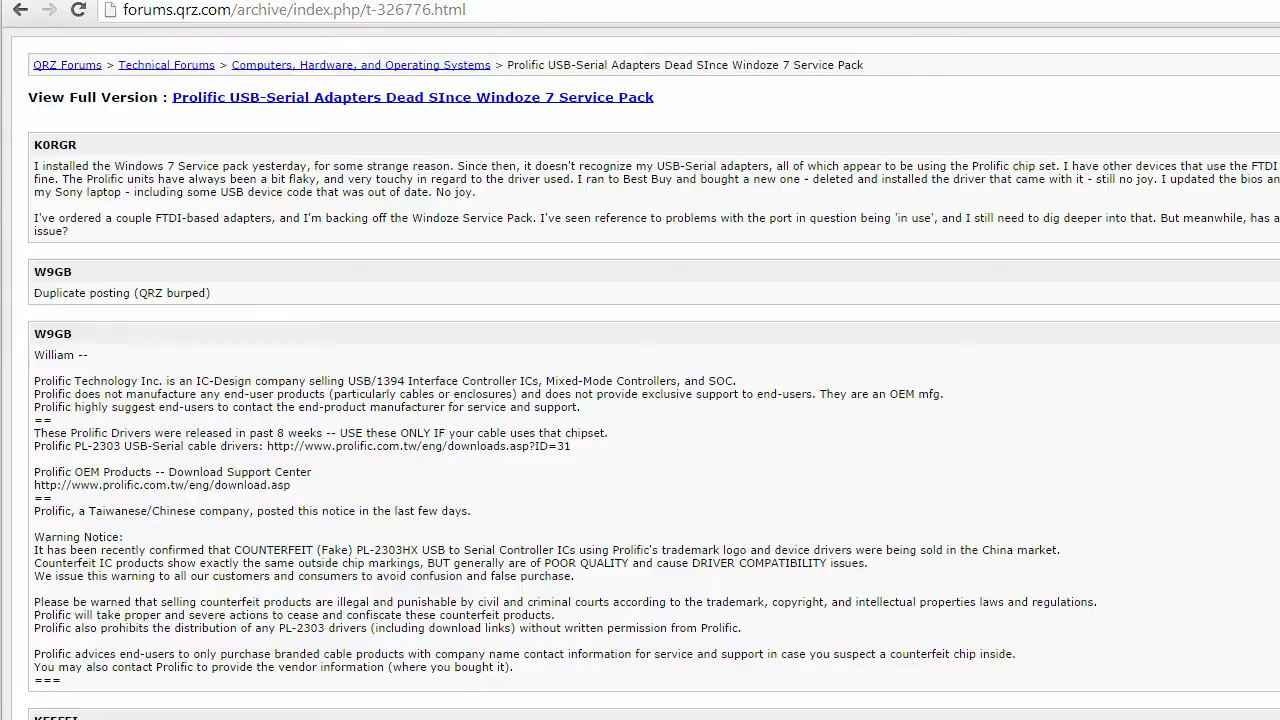 forums.qrz.com/archive/index.php/t-326776.html
QRZ Forums > Technical Forums > Computers, Hardware, and Operating Systems > Prolific USB-Serial Adapters Dead SInce Windoze 7 Service Pack
View Full Version : Prolific USB-Serial Adapters Dead SInce Windoze 7 Service Pack
K0RGR
I installed the Windows 7 Service pack yesterday, for some strange reason. Since then, it doesn't recognize my USB-Serial adapters, all of which appear to be using the Prolific chip set. I have other devices that use the FTDI
fine. The Prolific units have always been a bit flaky, and very touchy in regard to the driver used. I ran to Best Buy and bought a new one - deleted and installed the driver that came with it - still no joy. I updated the bios an
my Sony laptop - including some USB device code that was out of date. No joy.
I've ordered a couple FTDI-based adapters, and I'm backing off the Windoze Service Pack. I've seen reference to problems with the port in question being 'in use', and I still need to dig deeper into that. But meanwhile, has a
issue?
W9GB
Duplicate posting (QRZ burped)
W9GB
William --
Prolific Technology Inc. is an IC-Design company selling USB/1394 Interface Controller ICs, Mixed-Mode Controllers, and SOC.
Prolific does not manufacture any end-user products (particularly cables or enclosures) and does not provide exclusive support to end-users. They are an OEM mfg.
Prolific highly suggest end-users to contact the end-product manufacturer for service and support.
==
These Prolific Drivers were released in past 8 weeks -- USE these ONLY IF your cable uses that chipset.
Prolific PL-2303 USB-Serial cable drivers: http://www.prolific.com.tw/eng/downloads.asp?ID=31
Prolific OEM Products -- Download Support Center
http://www.prolific.com.tw/eng/download.asp
==
Prolific, a Taiwanese/Chinese company, posted this notice in the last few days.
Warning Notice:
It has been recently confirmed that COUNTERFEIT (Fake) PL-2303HX USB to Serial Controller ICs using Prolific's trademark logo and device drivers were being sold in the China market.
Counterfeit IC products show exactly the same outside chip markings, BUT generally are of POOR QUALITY and cause DRIVER COMPATIBILITY issues.
We issue this warning to all our customers and consumers to avoid confusion and false purchase.
Please be warned that selling counterfeit products are illegal and punishable by civil and criminal courts according to the trademark, copyright, and intellectual properties laws and regulations.
Prolific will take proper and severe actions to cease and confiscate these counterfeit products.
Prolific also prohibits the distribution of any PL-2303 drivers (including download links) without written permission from Prolific.
Prolific advices end-users to only purchase branded cable products with company name contact information for service and support in case you suspect a counterfeit chip inside.
You may also contact Prolific to provide the vendor information (where you bought it).
===